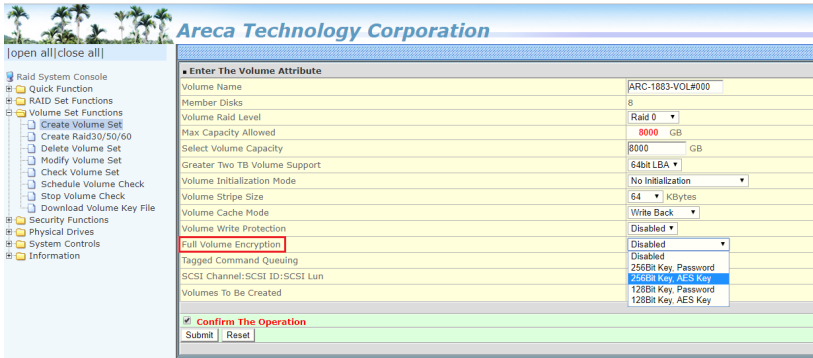 Areca Technology Corporation
|open all|close all|
Raid System Console
Quick Function
RAID Set Functions
Volume Set Functions
Create Volume Set
Create Raid30/50/60
Delete Volume Set
Modify Volume Set
Check Volume Set
Schedule Volume Check
Stop Volume Check
Download Volume Key File
Security Functions
Physical Drives
System Controls
Information
Enter The Volume Attribute
Volume Name ARC-1883-VOL#000
Member Disks 8
Volume Raid Level Raid 0
Max Capacity Allowed 8000 GB
Select Volume Capacity 8000 GB
Greater Two TB Volume Support 64bit LBA
Volume Initialization Mode No Initialization
Volume Stripe Size 64 KBytes
Volume Cache Mode Write Back
Volume Write Protection Disabled
Full Volume Encryption Disabled
Disabled
256Bit Key, Password
256Bit Key, AES Key
128Bit Key, Password
128Bit Key, AES Key
Tagged Command Queuing
SCSI Channel:SCSI ID:SCSI Lun
Volumes To Be Created
Confirm The Operation
Submit Reset